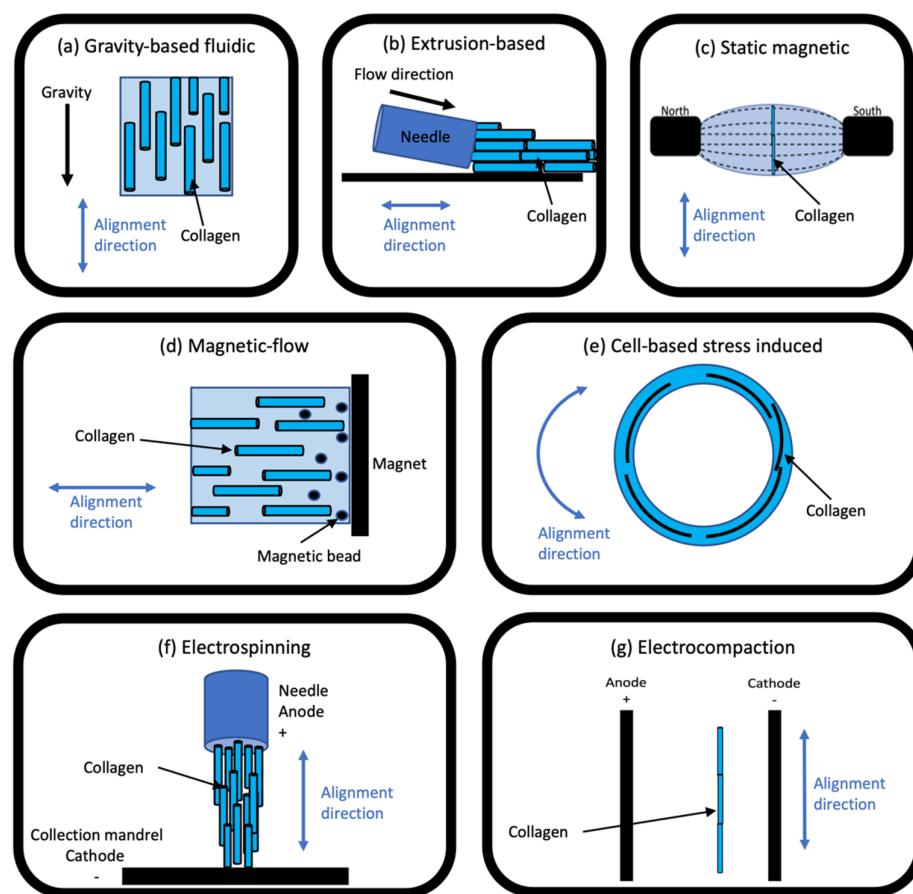 (a) Gravity-based fluidic
Gravity
Alignment
direction
Collagen
(b) Extrusion-based
Flow direction
Needle
Collagen
Alignment
direction
(c) Static magnetic
North
South
Collagen
Alignment
direction
(d) Magnetic-flow
Collagen
Magnet
Alignment
direction
Magnetic bead
(e) Cell-based stress induced
Collagen
Alignment
direction
(f) Electrospinning
Needle
Anode
+
Collagen
Alignment
direction
Collection mandrel
Cathode
-
(g) Electrocompaction
Anode
+
Cathode
-
Alignment
direction
Collagen